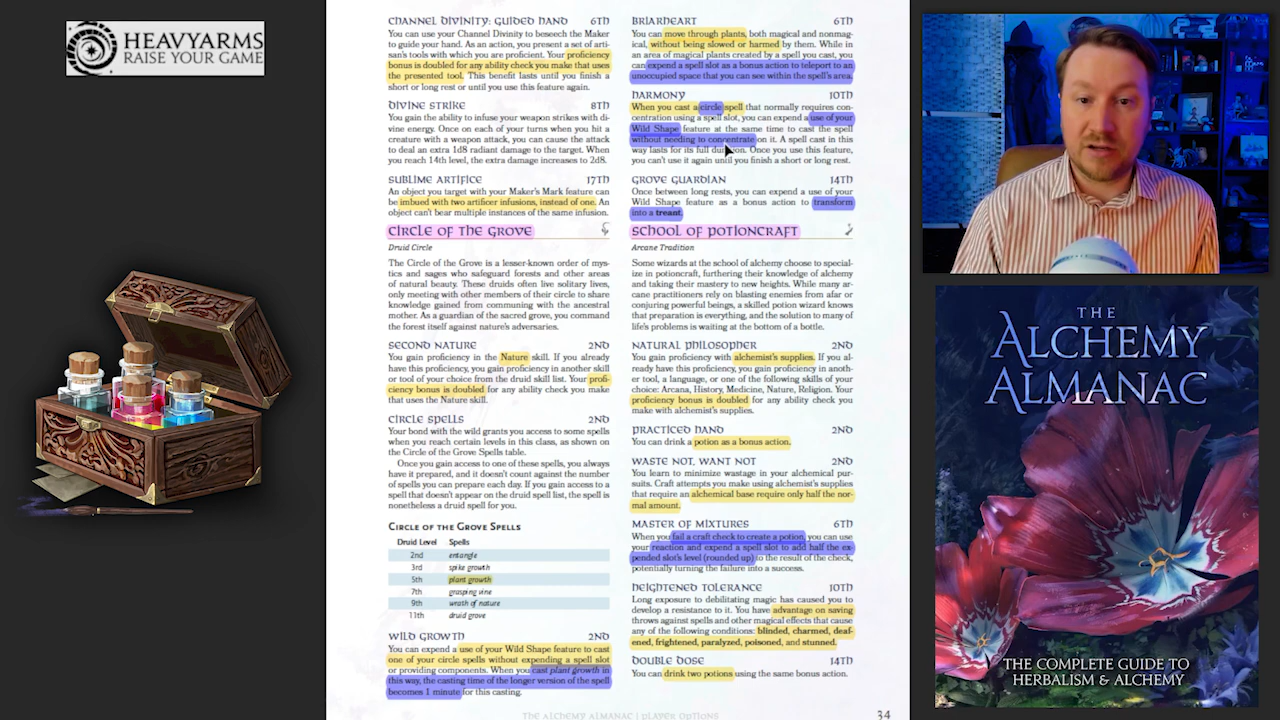 HEAVYARMS
RAISE YOUR GAME
CHANNEL DIVINITY: GUIDED HAND 6TH
You can use your Channel Divinity to beseech the Maker
to guide your hand. As an action, you present a set of arti-
san's tools with which you are proficient. Your proficiency
bonus is doubled for any ability check you make that uses
the presented tool. This benefit lasts until you finish a
short or long rest or until you use this feature again.
DIVINE STRIKE 8TH
You gain the ability to infuse your weapon strikes with di-
vine energy. Once on each of your turns when you hit a
creature with a weapon attack, you can cause the attack
to deal an extra 1d8 radiant damage to the target. When
you reach 14th level, the extra damage increases to 2d8.
SUBLIME ARTIFICE 17TH
An object you target with your Maker's Mark feature can
be imbued with two artificer infusions, instead of one. An
object can't bear multiple instances of the same infusion.
CIRCLE OF THE GROVE
Druid Circle
The Circle of the Grove is a lesser-known order of mys-
tics and sages who safeguard forests and other areas
of natural beauty. These druids often live solitary lives,
only meeting with other members of their circle to share
knowledge gained from communing with the ancestral
mother. As a guardian of the sacred grove, you command
the forest itself against nature's adversaries.
SECOND NATURE 2ND
You gain proficiency in the Nature skill. If you already
have this proficiency, you gain proficiency in another skill
or tool of your choice from the druid skill list. Your profi-
ciency bonus is doubled for any ability check you make
that uses the Nature skill.
CIRCLE SPELLS 2ND
Your bond with the wild grants you access to some spells
when you reach certain levels in this class, as shown on
the Circle of the Grove Spells table.
Once you gain access to one of these spells, you always
have it prepared, and it doesn't count against the number
of spells you can prepare each day. If you gain access to a
spell that doesn't appear on the druid spell list, the spell is
nonetheless a druid spell for you.
CIRCLE OF THE GROVE SPELLS
Druid Level Spells
2nd entangle
3rd spike growth
5th plant growth
7th grasping vine
9th wrath of nature
11th druid grove
WILD GROWTH 2ND
You can expend a use of your Wild Shape feature to cast
one of your circle spells without expending a spell slot
or providing components. When you cast plant growth in
this way, the casting time of the longer version of the spell
becomes 1 minute for this casting.
BRIARHEART 6TH
You can move through plants, both magical and nonmag-
ical, without being slowed or harmed by them. While in
an area of magical plants created by a spell you cast, you
can expend a spell slot as a bonus action to teleport to an
unoccupied space that you can see within the spell's area.
HARMONY 10TH
When you cast a circle spell that normally requires con-
centration using a spell slot, you can expend a use of your
Wild Shape feature at the same time to cast the spell
without needing to concentrate on it. A spell cast in this
way lasts for its full duration. Once you use this feature,
you can't use it again until you finish a short or long rest.
GROVE GUARDIAN 14TH
Once between long rests, you can expend a use of your
Wild Shape feature as a bonus action to transform
into a treant.
SCHOOL OF POTIONCRAFT
Arcane Tradition
Some wizards at the school of alchemy choose to special-
ize in potioncraft, furthering their knowledge of alchemy
and taking their mastery to new heights. While many ar-
cane practitioners rely on blasting enemies from afar or
conjuring powerful beings, a skilled potion wizard knows
that preparation is everything, and the solution to many of
life's problems is waiting at the bottom of a bottle.
NATURAL PHILOSOPHER 2ND
You gain proficiency with alchemist's supplies. If you al-
ready have this proficiency, you gain proficiency in anoth-
er tool, a language, or one of the following skills of your
choice: Arcana, History, Medicine, Nature, Religion. Your
proficiency bonus is doubled for any ability check you
make with alchemist's supplies.
PRACTICED HAND 2ND
You can drink a potion as a bonus action.
WASTE NOT, WANT NOT 2ND
You learn to minimize wastage in your alchemical pur-
suits. Craft attempts you make using alchemist's supplies
that require an alchemical base require only half the nor-
mal amount.
MASTER OF MIXTURES 6TH
When you fail a craft check to create a potion, you can use
your reaction and expend a spell slot to add half the ex-
pended slot's level (rounded up) to the result of the check,
potentially turning the failure into a success.
HEIGHTENED TOLERANCE 10TH
Long exposure to debilitating magic has caused you to
develop a resistance to it. You have advantage on saving
throws against spells and other magical effects that cause
any of the following conditions: blinded, charmed, deaf-
ened, frightened, paralyzed, poisoned, and stunned.
DOUBLE DOSE 14TH
You can drink two potions using the same bonus action.
THE ALCHEMY ALMANAC | PLAYER OPTIONS
34
THE
ALCHEMY
ALMANAC
THE COMPLETE GUIDE TO
HERBALISM & ALCHEMY